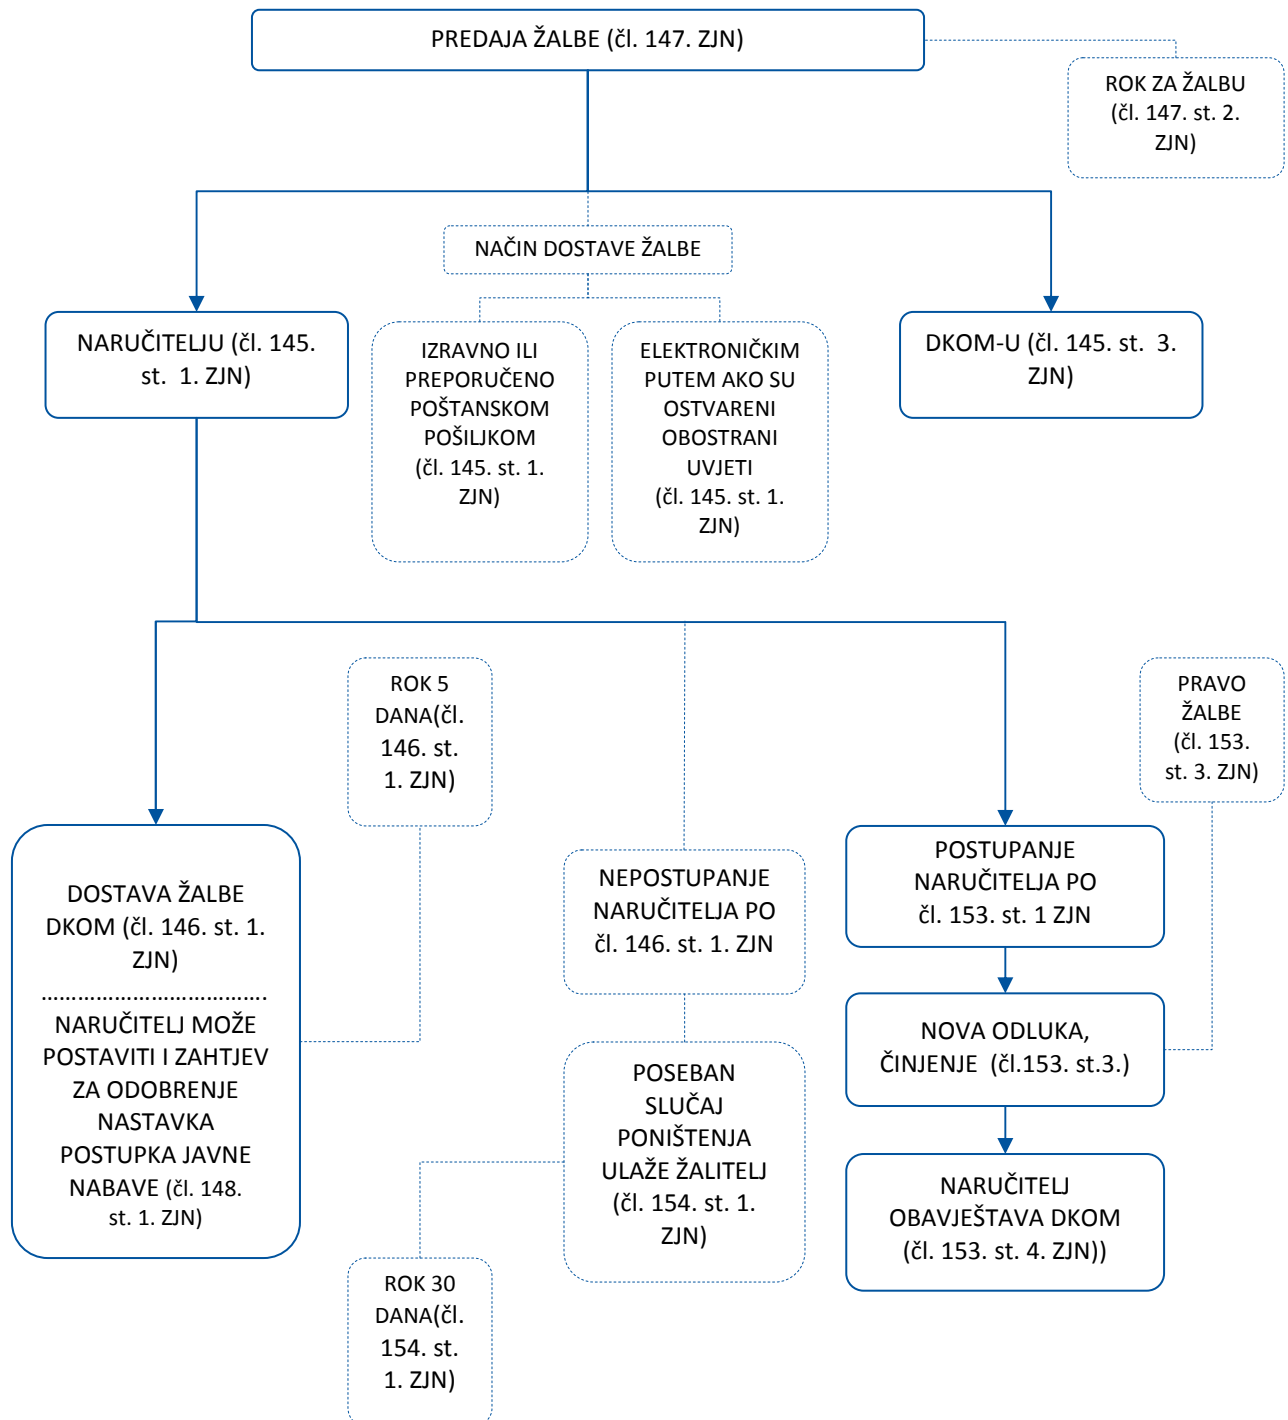 PREDAJA ŽALBE (čl. 147. ZJN)
ROK ZA ŽALBU
(čl. 147. st. 2.
ZJN)
NAČIN DOSTAVE ŽALBE
NARUČITELJU (čl. 145.
st.  1. ZJN)
IZRAVNO ILI
PREPORUČENO
POŠTANSKOM
POŠILJKOM
(čl. 145. st. 1.
ZJN)
ELEKTRONIČKIM
PUTEM AKO SU
OSTVARENI
OBOSTRANI
UVJETI
(čl. 145. st. 1.
ZJN)
DKOM-U (čl. 145. st.  3.
ZJN)
ROK 5
DANA(čl.
146. st.
1. ZJN)
PRAVO
ŽALBE
(čl. 153.
st. 3. ZJN)
DOSTAVA ŽALBE
DKOM (čl. 146. st. 1.
ZJN)
……………………………….
NARUČITELJ MOŽE
POSTAVITI I ZAHTJEV
ZA ODOBRENJE
NASTAVKA
POSTUPKA JAVNE
NABAVE (čl. 148.
st. 1. ZJN)
NEPOSTUPANJE
NARUČITELJA PO
čl. 146. st. 1. ZJN
POSTUPANJE
NARUČITELJA PO
čl. 153. st. 1 ZJN
NOVA ODLUKA,
ČINJENJE  (čl.153. st.3.)
POSEBAN
SLUČAJ
PONIŠTENJA
ULAŽE ŽALITELJ
(čl. 154. st. 1.
ZJN)
NARUČITELJ
OBAVJEŠTAVA DKOM
(čl. 153. st. 4. ZJN))
ROK 30
DANA(čl.
154. st.
1. ZJN)